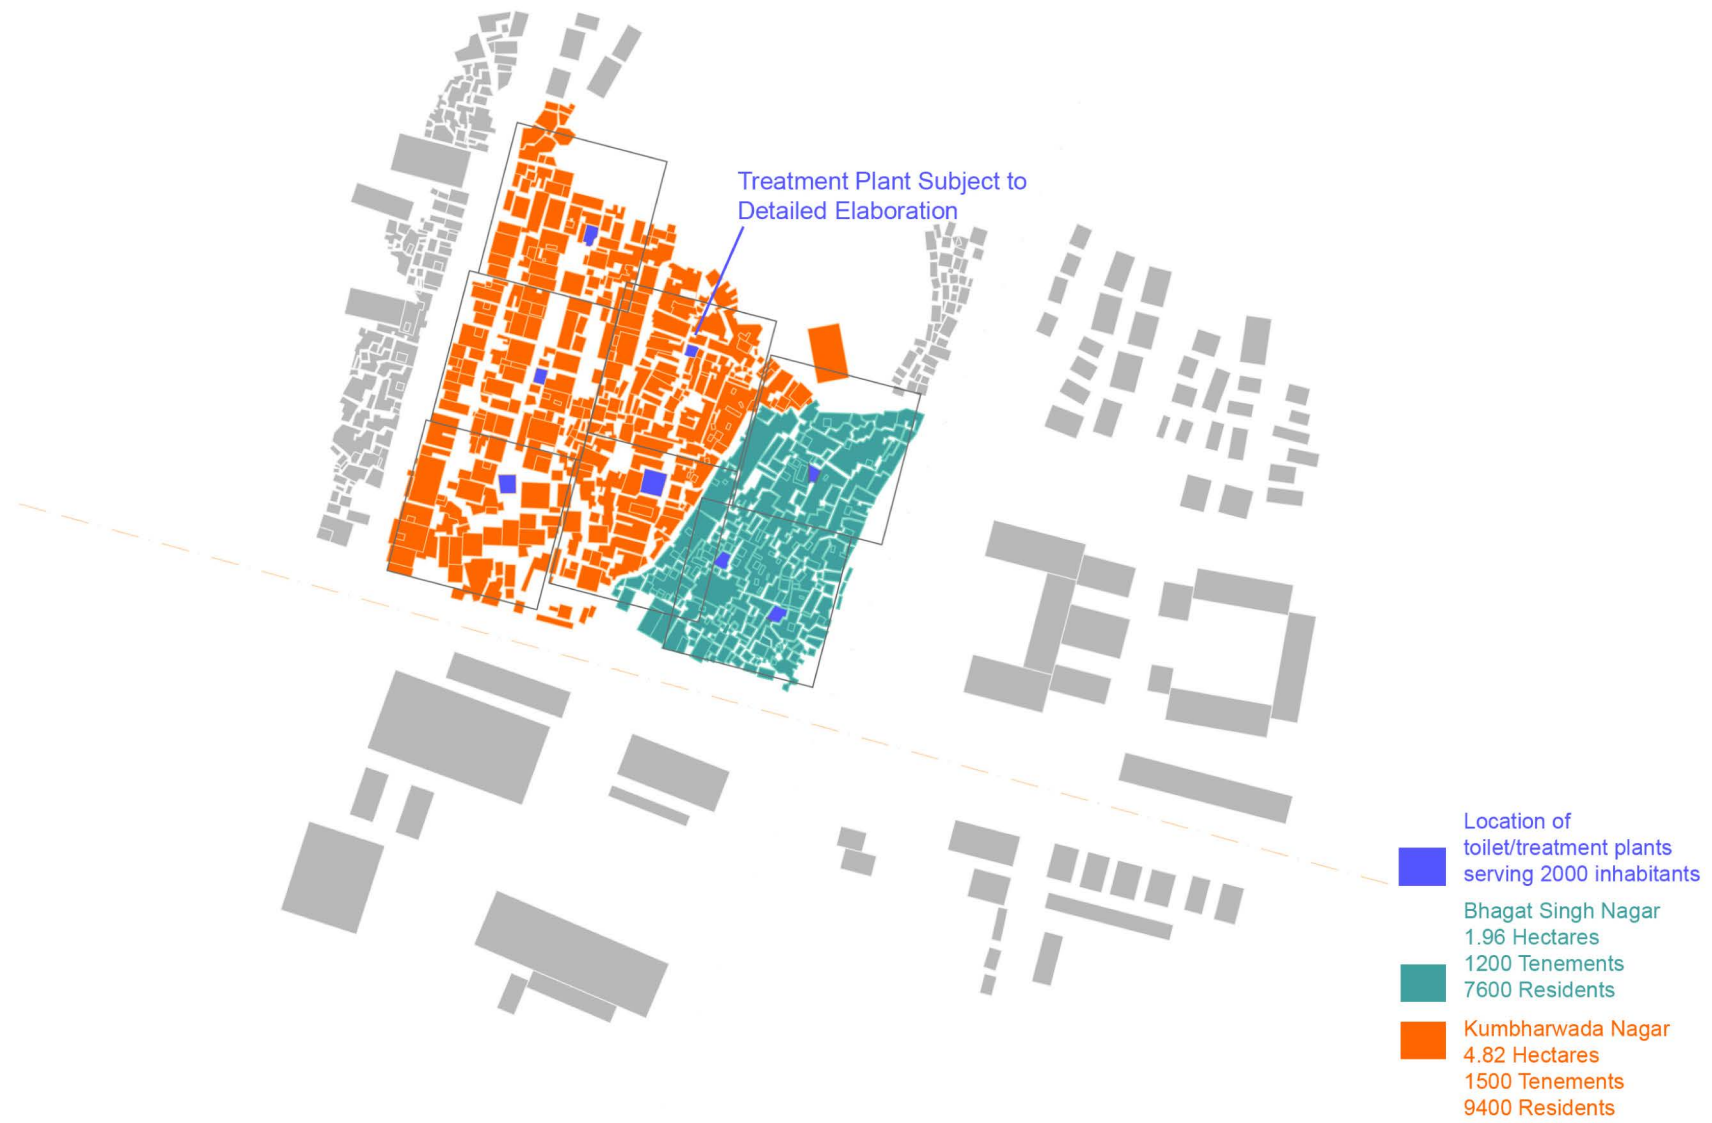 Treatment Plant Subject to
Detailed Elaboration
Location of
toilet/treatment plants
serving 2000 inhabitants
Bhagat Singh Nagar
1.96 Hectares
1200 Tenements
7600 Residents
Kumbharwada Nagar
4.82 Hectares
1500 Tenements
9400 Residents